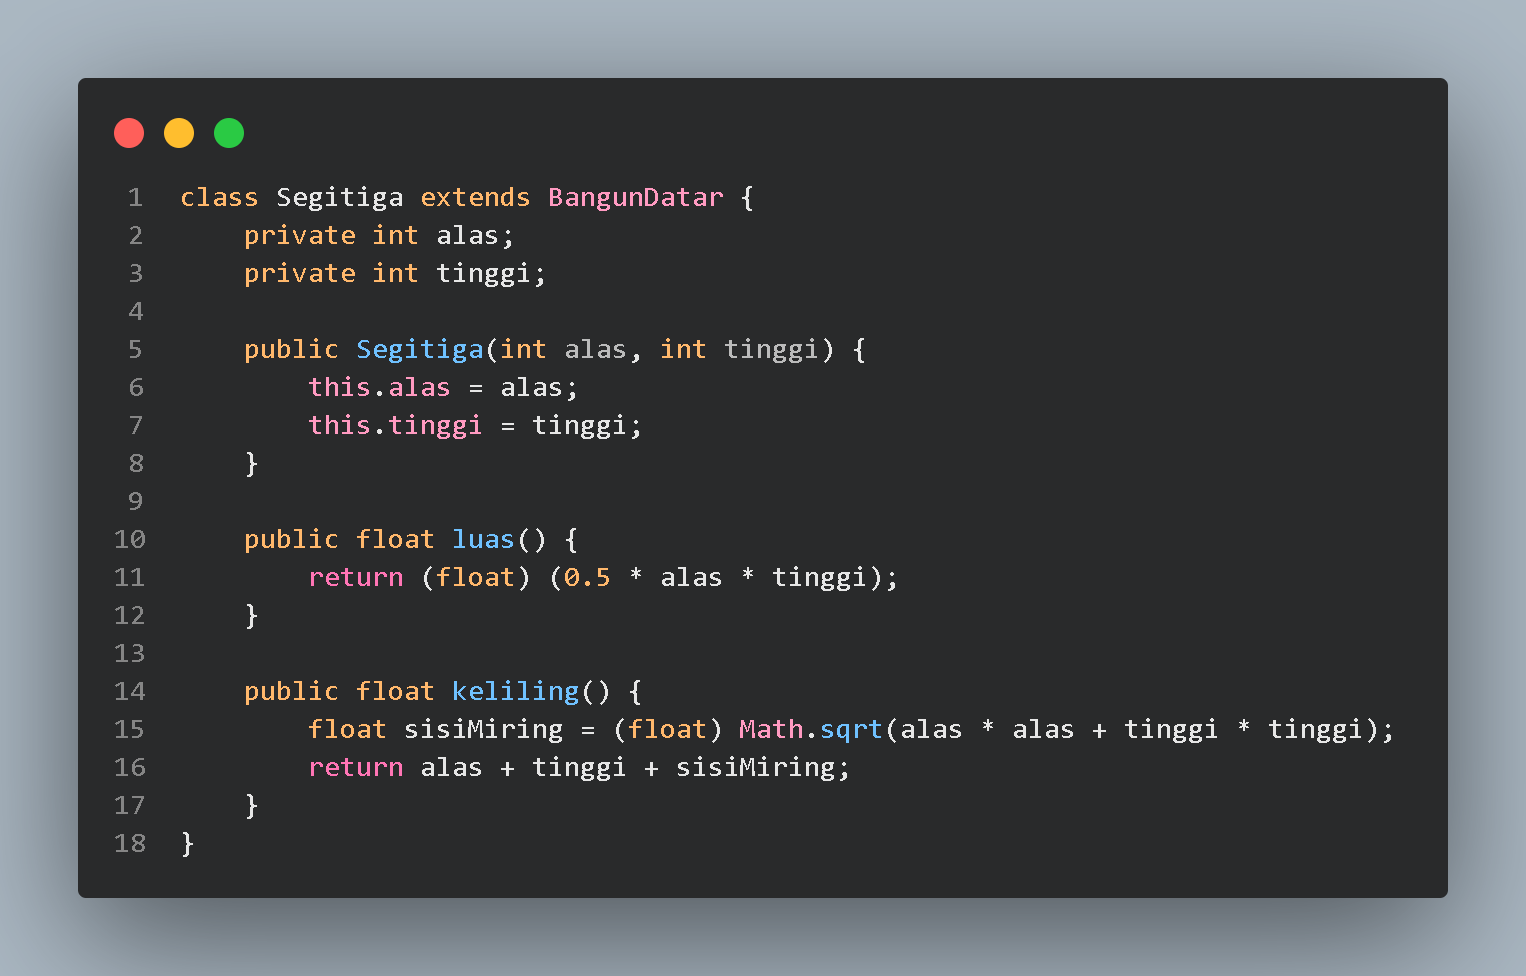 1 class Segitiga extends BangunDatar {
2     private int alas;
3     private int tinggi;
4
5     public Segitiga(int alas, int tinggi) {
6         this.alas = alas;
7         this.tinggi = tinggi;
8     }
9
10     public float luas() {
11         return (float) (0.5 * alas * tinggi);
12     }
13
14     public float keliling() {
15         float sisiMiring = (float) Math.sqrt(alas * alas + tinggi * tinggi);
16         return alas + tinggi + sisiMiring;
17     }
18 }